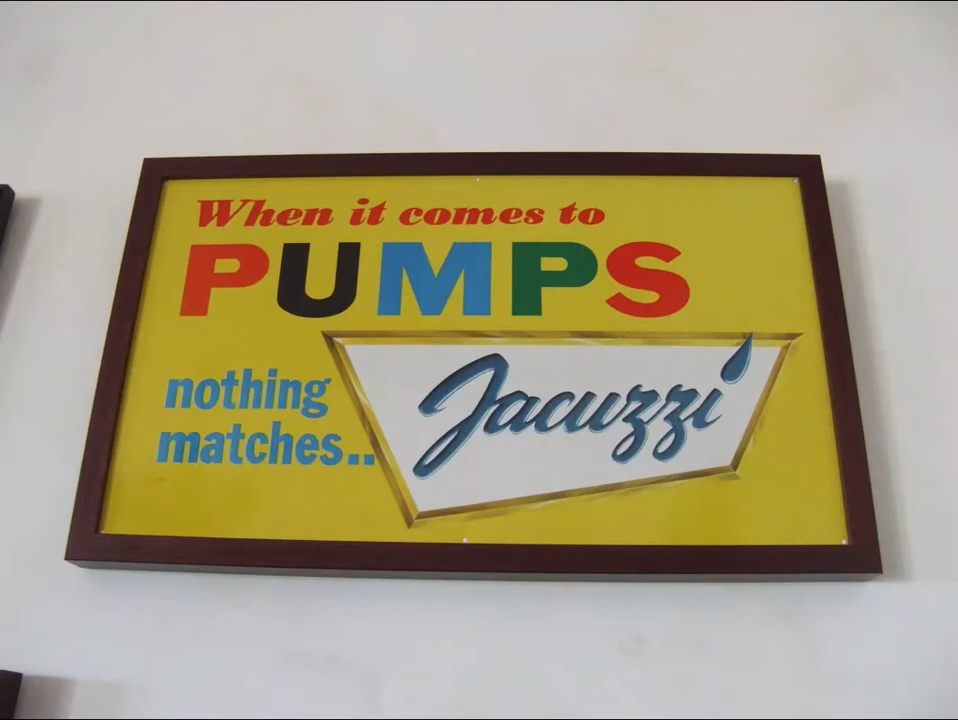 When it comes to
PUMPS
nothing
matches..
Jacuzzi